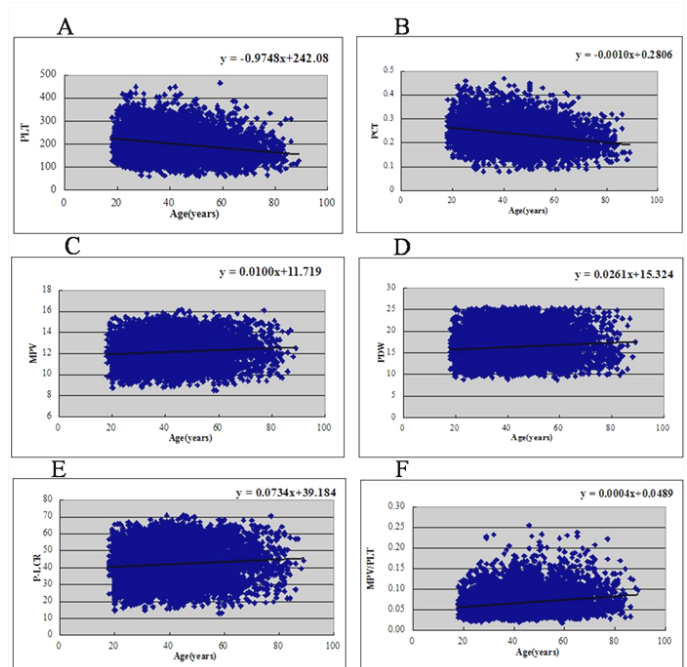 A
y = -0.9748x+242.08
500
400
300
200
100
0
PLT
0 20 40 60 80 100
Age(years)
B
y = -0.0010x+0.2806
0.5
0.4
0.3
0.2
0.1
0
PCT
0 20 40 60 80 100
Age(years)
C
y = 0.0100x+11.719
18
16
14
12
10
8
6
MPV
0 20 40 60 80 100
Age(years)
D
y = 0.0261x+15.324
30
25
20
15
10
5
0
PDW
0 20 40 60 80 100
Age(years)
E
y = 0.0734x+39.184
80
70
60
50
40
30
20
10
0
P-LCR
0 20 40 60 80 100
Age(years)
F
y = 0.0004x+0.0489
0.30
0.25
0.20
0.15
0.10
0.05
0.00
MPV/PLT
0 20 40 60 80 100
Age(years)